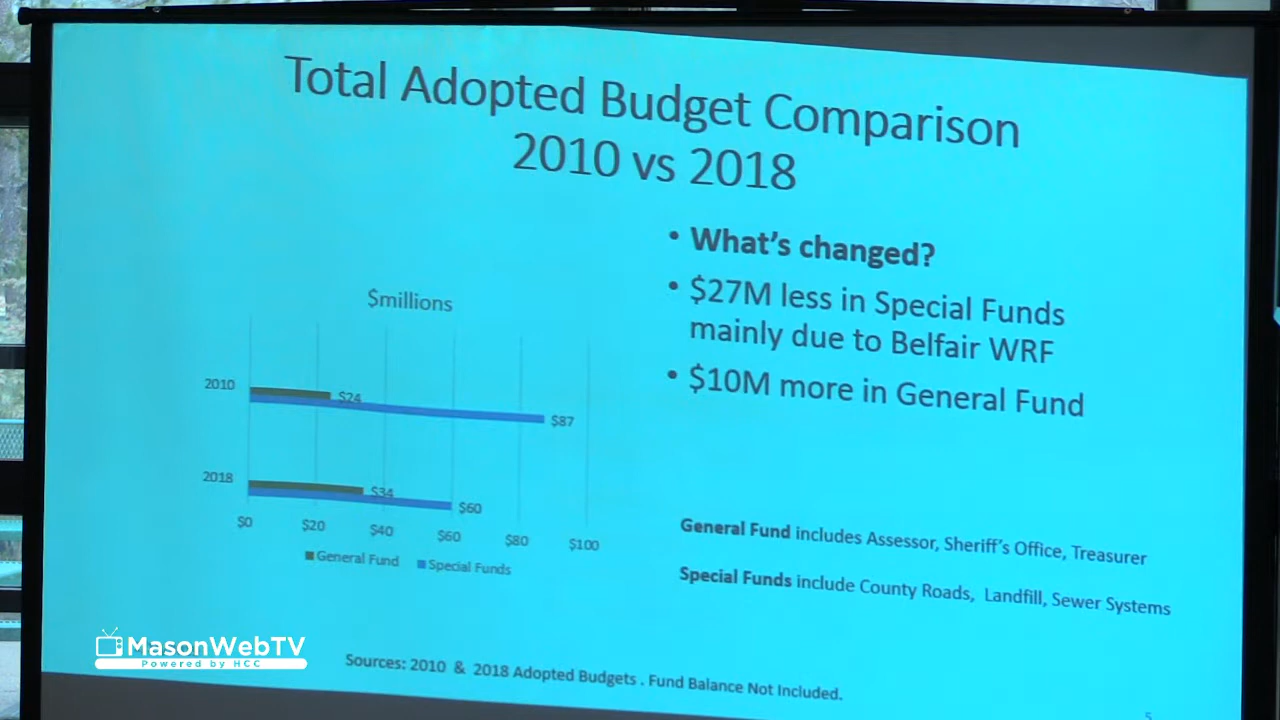 Total Adopted Budget Comparison
2010 vs 2018
• What's changed?
• $27M less in Special Funds
mainly due to Belfair WRF
• $10M more in General Fund
$millions
2010
$24
$87
2018
$34
$60
$0 $20 $40 $60 $80 $100
General Fund Special Funds
General Fund includes Assessor, Sheriff's Office, Treasurer
Special Funds include County Roads, Landfill, Sewer Systems
MasonWebTV
Powered by HCC
Sources: 2010 & 2018 Adopted Budgets . Fund Balance Not Included.
5